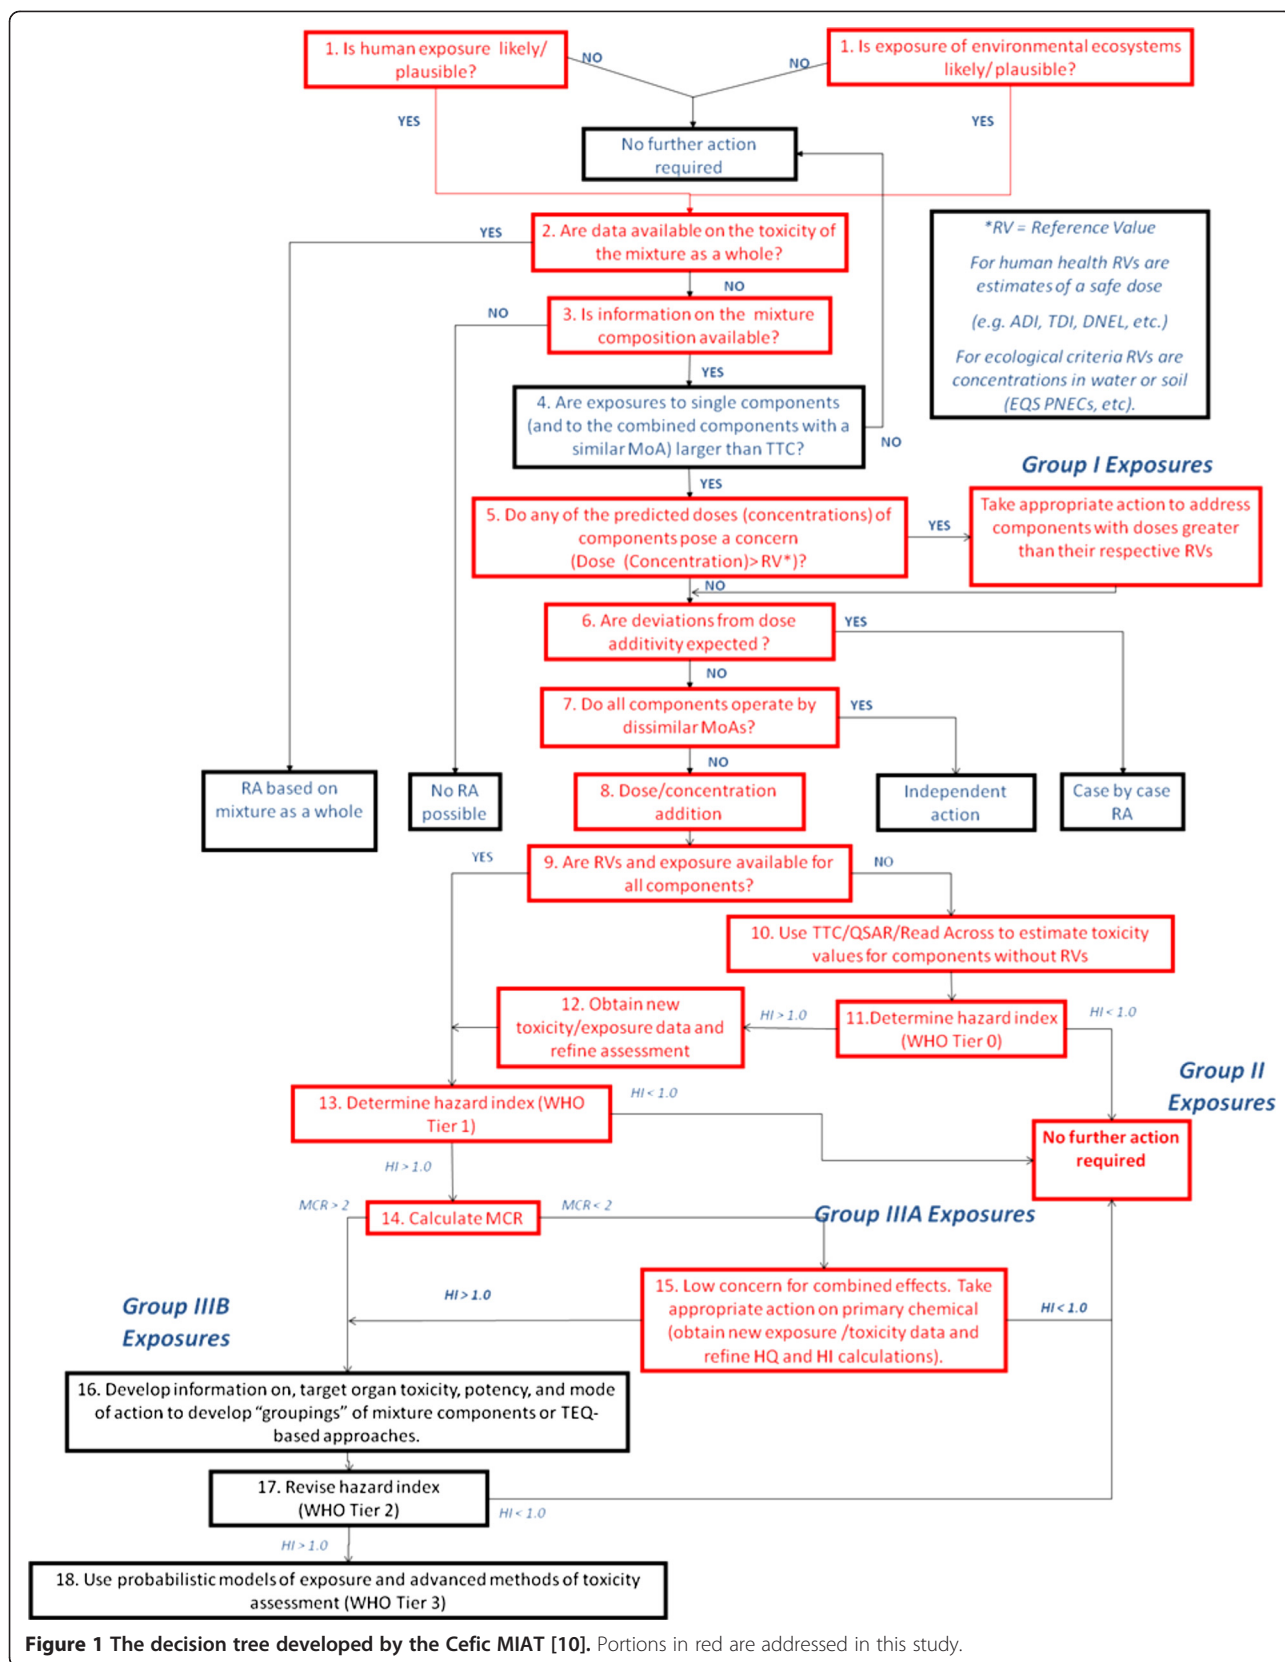 1. Is human exposure likely/
plausible?
NO
NO
1. Is exposure of environmental ecosystems
likely/plausible?
YES
YES
No further action
required
YES
2. Are data available on the toxicity of
the mixture as a whole?
NO
*RV = Reference Value
For human health RVs are
estimates of a safe dose
(e.g. ADI, TDI, DNEL, etc.)
For ecological criteria RVs are
concentrations in water or soil
(EQS PNECs, etc).
NO
3. Is information on the mixture
composition available?
YES
4. Are exposures to single components
(and to the combined components with a
similar MoA) larger than TTC?
NO
YES
Group I Exposures
5. Do any of the predicted doses (concentrations) of
components pose a concern
(Dose (Concentration)>RV*)?
YES
Take appropriate action to address
components with doses greater
than their respective RVs
NO
6. Are deviations from dose
additivity expected ?
YES
NO
7. Do all components operate by
dissimilar MoAs?
YES
NO
RA based on
mixture as a whole
No RA
possible
8. Dose/concentration
addition
Independent
action
Case by case
RA
YES
9. Are RVs and exposure available for
all components?
NO
10. Use TTC/QSAR/Read Across to estimate toxicity
values for components without RVs
12. Obtain new
toxicity/exposure data and
refine assessment
HI > 1.0
11.Determine hazard index
(WHO Tier 0)
HI < 1.0
Group II
Exposures
13. Determine hazard index (WHO
Tier 1)
HI < 1.0
No further action
required
HI > 1.0
MCR > 2
14. Calculate MCR
MCR < 2
Group IIIA Exposures
Group IIIB
Exposures
HI > 1.0
15. Low concern for combined effects. Take
appropriate action on primary chemical
(obtain new exposure /toxicity data and
refine HQ and HI calculations).
HI < 1.0
16. Develop information on, target organ toxicity, potency, and mode
of action to develop “groupings” of mixture components or TEQ-
based approaches.
17. Revise hazard index
(WHO Tier 2)
HI < 1.0
HI > 1.0
18. Use probabilistic models of exposure and advanced methods of toxicity
assessment (WHO Tier 3)
Figure 1 The decision tree developed by the Cefic MIAT [10]. Portions in red are addressed in this study.